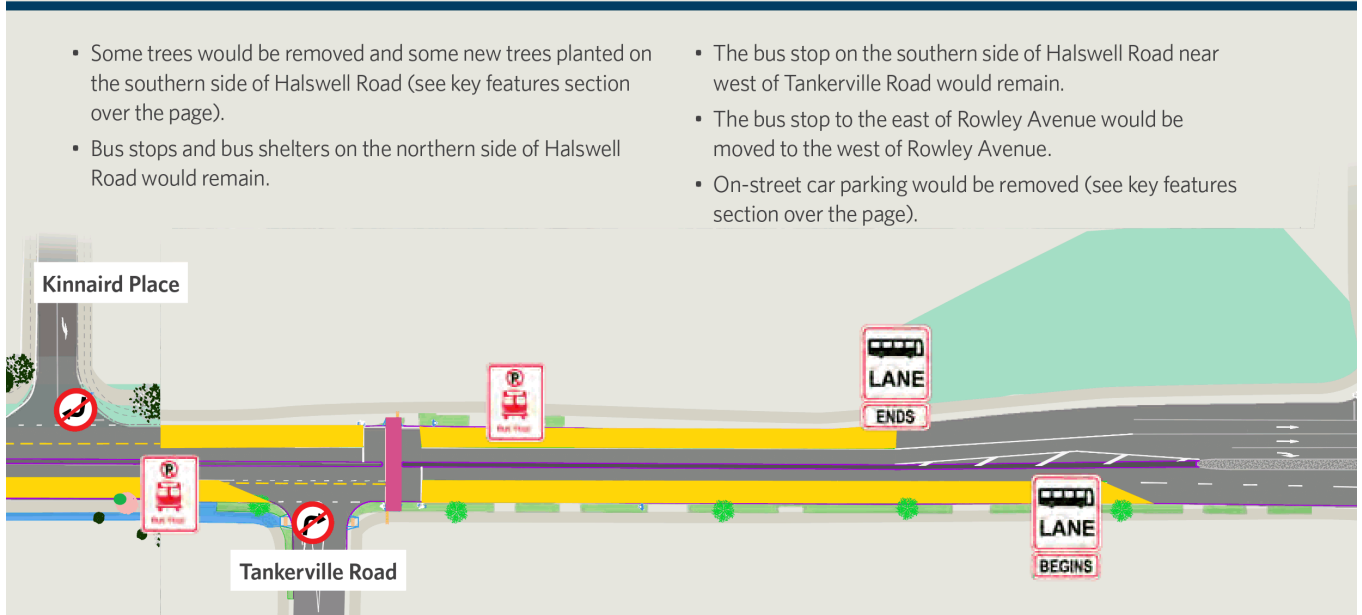 • Some trees would be removed and some new trees planted on
the southern side of Halswell Road (see key features section
over the page).
• Bus stops and bus shelters on the northern side of Halswell
Road would remain.
• The bus stop on the southern side of Halswell Road near
west of Tankerville Road would remain.
• The bus stop to the east of Rowley Avenue would be
moved to the west of Rowley Avenue.
• On-street car parking would be removed (see key features
section over the page).
Kinnaird Place
LANE
ENDS
P
Bus Stop
P
Bus Stop
LANE
BEGINS
Tankerville Road